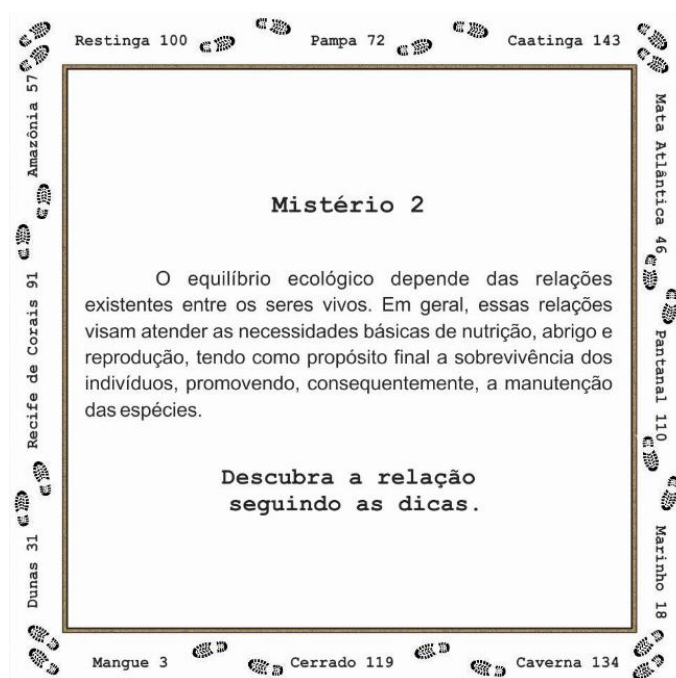 Restinga 100
Pampa 72
Caatinga 143
Amazônia 57
Recife de Corais 91
Dunas 31
Mistério 2
O equilíbrio ecológico depende das relações
existentes entre os seres vivos. Em geral, essas relações
visam atender as necessidades básicas de nutrição, abrigo e
reprodução, tendo como propósito final a sobrevivência dos
indivíduos, promovendo, consequentemente, a manutenção
das espécies.
Descubra a relação
seguindo as dicas.
Mata Atlântica 46
Pantanal 110
Marinho 18
Mangue 3
Cerrado 119
Caverna 134